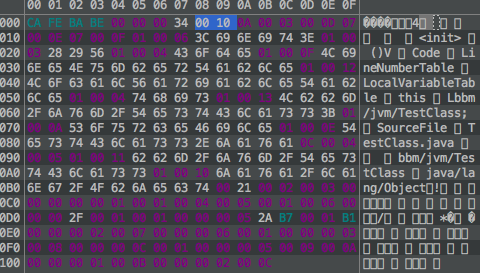 00 01 02 03 04 05 06 07 08 09 0A 0B 0C 0D 0E 0F
000 CA FE BA BE 00 00 00 34 00 10 0A 00 03 00 0D 07 4
010 00 0E 07 00 0F 01 00 06 3C 69 6E 69 74 3E 01 00 <init>
020 03 28 29 56 01 00 04 43 6F 64 65 01 00 0F 4C 69 ()V Code Li
030 6E 65 4E 75 6D 62 65 72 54 61 62 6C 65 01 00 12 neNumberTable
040 4C 6F 63 61 6C 56 61 72 69 61 62 6C 65 54 61 62 LocalVariableTab
050 6C 65 01 00 04 74 68 69 73 01 00 13 4C 62 62 6D le this Lbbm
060 2F 6A 76 6D 2F 54 65 73 74 43 6C 61 73 73 3B 01 /jvm/TestClass;
070 00 0A 53 6F 75 72 63 65 46 69 6C 65 01 00 0E 54 SourceFile T
080 65 73 74 43 6C 61 73 73 2E 6A 61 76 61 0C 00 04 estClass.java
090 00 05 01 00 11 62 62 6D 2F 6A 76 6D 2F 54 65 73 bbm/jvm/Tes
0A0 74 43 6C 61 73 73 01 00 10 6A 61 76 61 2F 6C 61 tClass java/la
0B0 6E 67 2F 4F 62 6A 65 63 74 00 21 00 02 00 03 00 ng/Object !
0C0 00 00 00 00 01 00 01 00 04 00 05 00 01 00 06 00
0D0 00 00 2F 00 01 00 01 00 00 00 05 2A B7 00 01 B1 / *
0E0 00 00 00 02 00 07 00 00 00 06 00 01 00 00 00 03
0F0 00 08 00 00 00 0C 00 01 00 00 00 05 00 09 00 0A
100 00 00 00 01 00 0B 00 00 00 02 00 0C